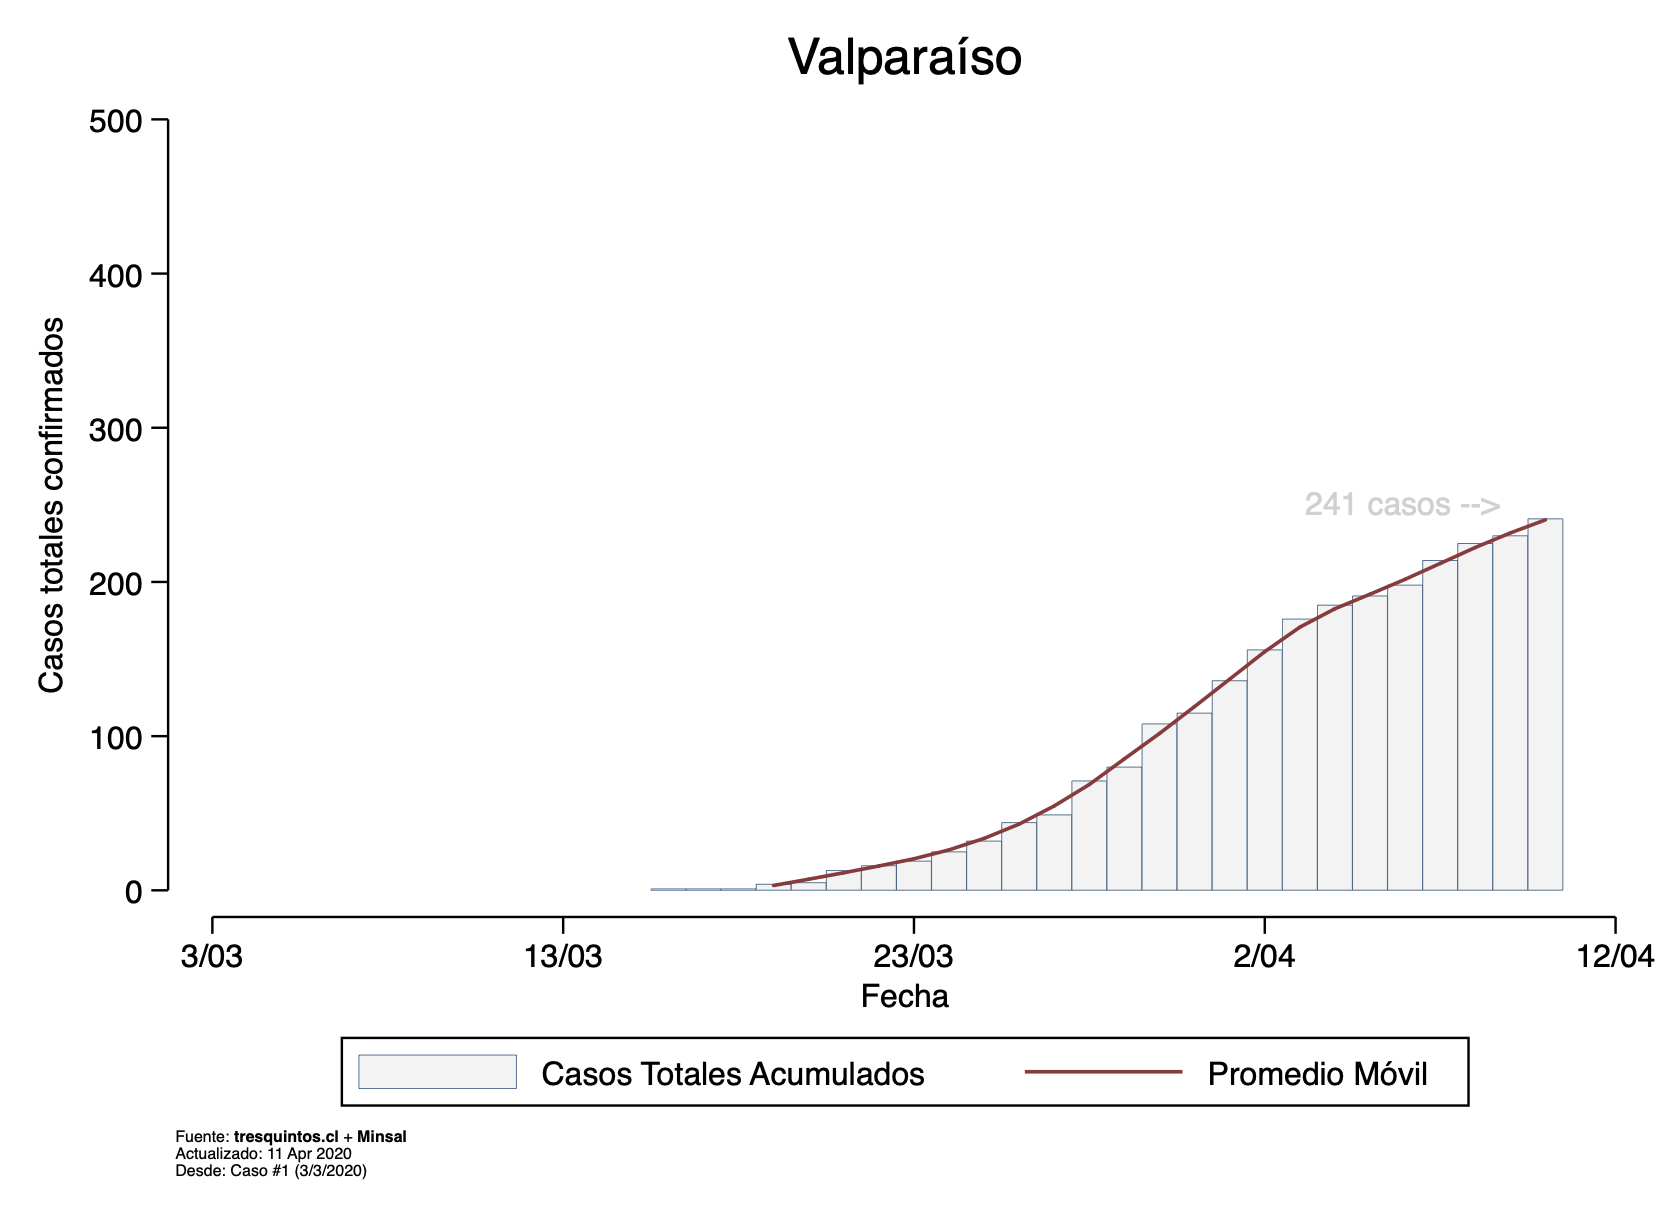 Valparaíso
500
400
300
200
100
0
Casos totales confirmados
241 casos -->
3/03 13/03 23/03 2/04 12/04
Fecha
Casos Totales Acumulados Promedio Móvil
Fuente: tresquintos.cl + Minsal
Actualizado: 11 Apr 2020
Desde: Caso #1 (3/3/2020)